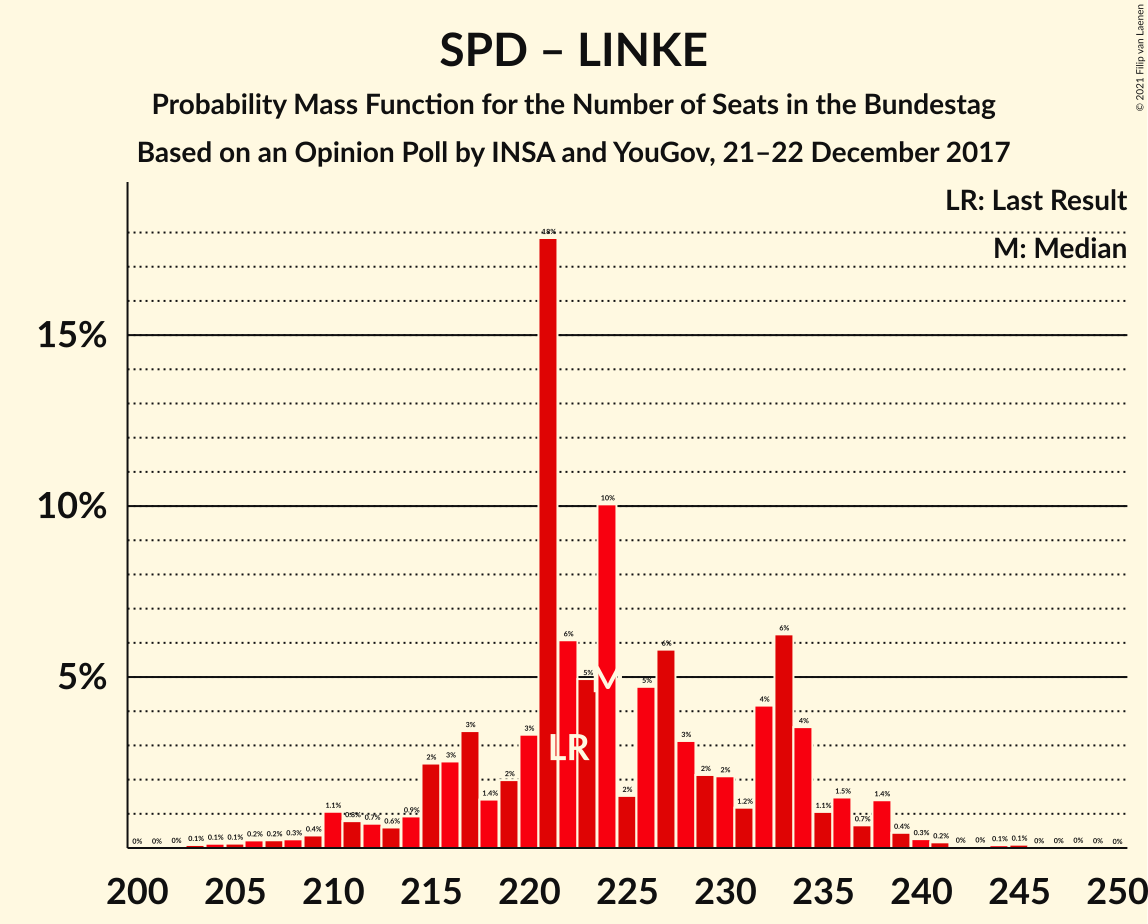 SPD – LINKE
Probability Mass Function for the Number of Seats in the Bundestag
Based on an Opinion Poll by INSA and YouGov, 21–22 December 2017
© 2021 Filip van Laenen
LR: Last Result
M: Median
15%
10%
5%
0% 0% 0% 0.1% 0.1% 0.1% 0.2% 0.2% 0.3% 0.4% 1.1% 0.8% 0.7% 0.6% 0.9% 2% 3% 3% 1.4% 2% 3% 18% 6% 5% 10% 2% 5% 6% 3% 2% 2% 1.2% 4% 6% 4% 1.1% 1.5% 0.7% 1.4% 0.4% 0.3% 0.2% 0% 0% 0.1% 0.1% 0% 0% 0% 0% 0%
M
LR
200 205 210 215 220 225 230 235 240 245 250